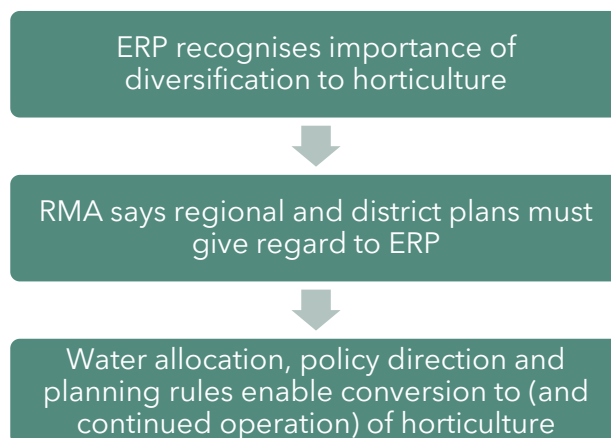 ERP recognises importance of
diversification to horticulture
RMA says regional and district plans must
give regard to ERP
Water allocation, policy direction and
planning rules enable conversion to (and
continued operation) of horticulture